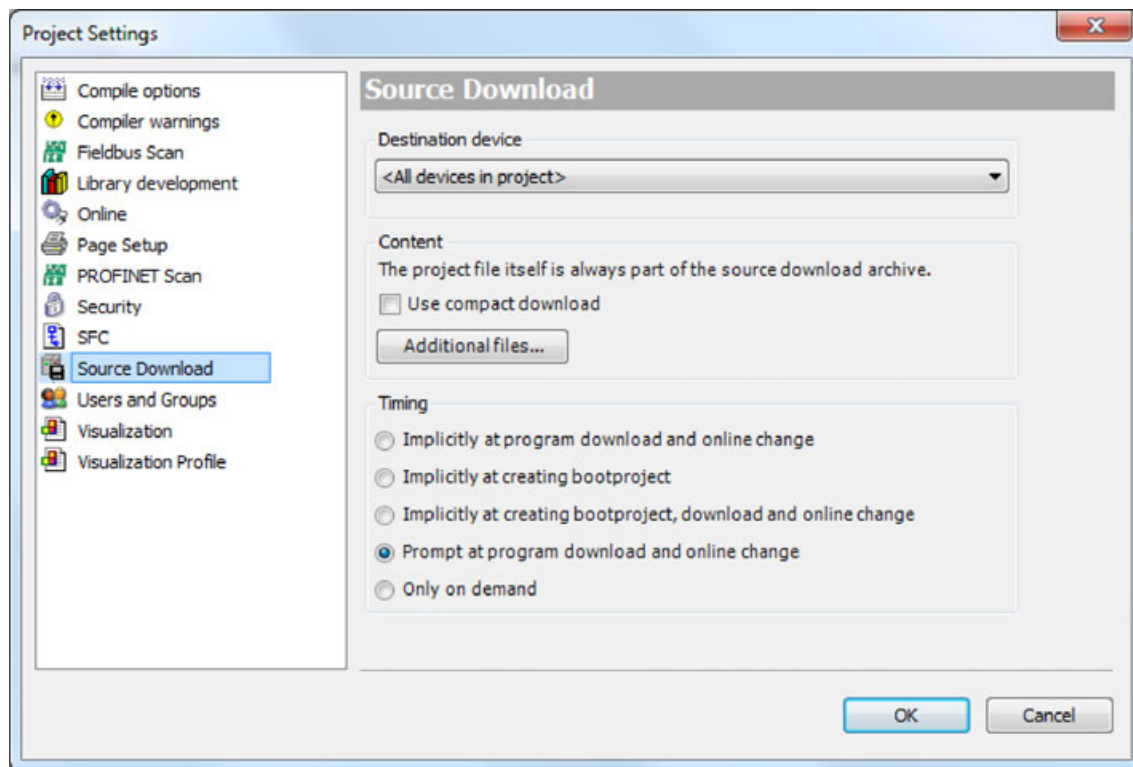 Project Settings
Compile options
Compiler warnings
Fieldbus Scan
Library development
Online
Page Setup
PROFINET Scan
Security
SFC
Source Download
Users and Groups
Visualization
Visualization Profile
Source Download
Destination device
<All devices in project>
Content
The project file itself is always part of the source download archive.
Use compact download
Additional files...
Timing
Implicitly at program download and online change
Implicitly at creating bootproject
Implicitly at creating bootproject, download and online change
Prompt at program download and online change
Only on demand
OK
Cancel